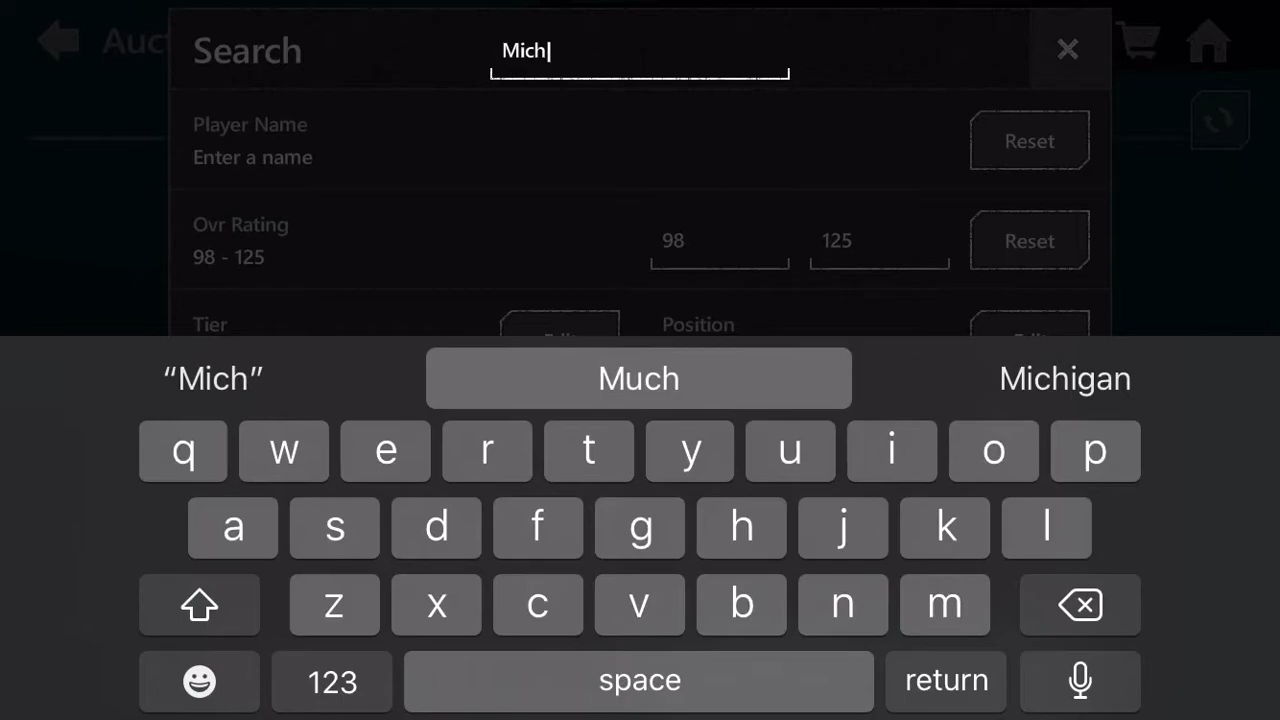 Auc
Search
Mich
Player Name
Enter a name
Reset
Ovr Rating
98 - 125
98
125
Reset
Tier
Position
“Mich”
Much
Michigan
q w e r t y u i o p
a s d f g h j k l
z x c v b n m
123
space
return